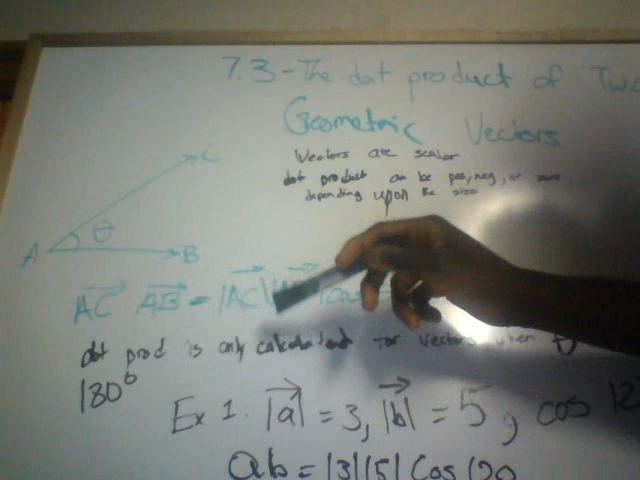 7.3 - The dot product of Two
Geometric Vectors
Vectors are scalar
dot product can be pos, neg, or zero
depending upon the size
C
A θ B
AC AB = |AC|
dot prod is only calculated for vectors when θ
180°
Ex 1. |a| = 3, |b| = 5, cos 12
ab = |3||5| cos 120